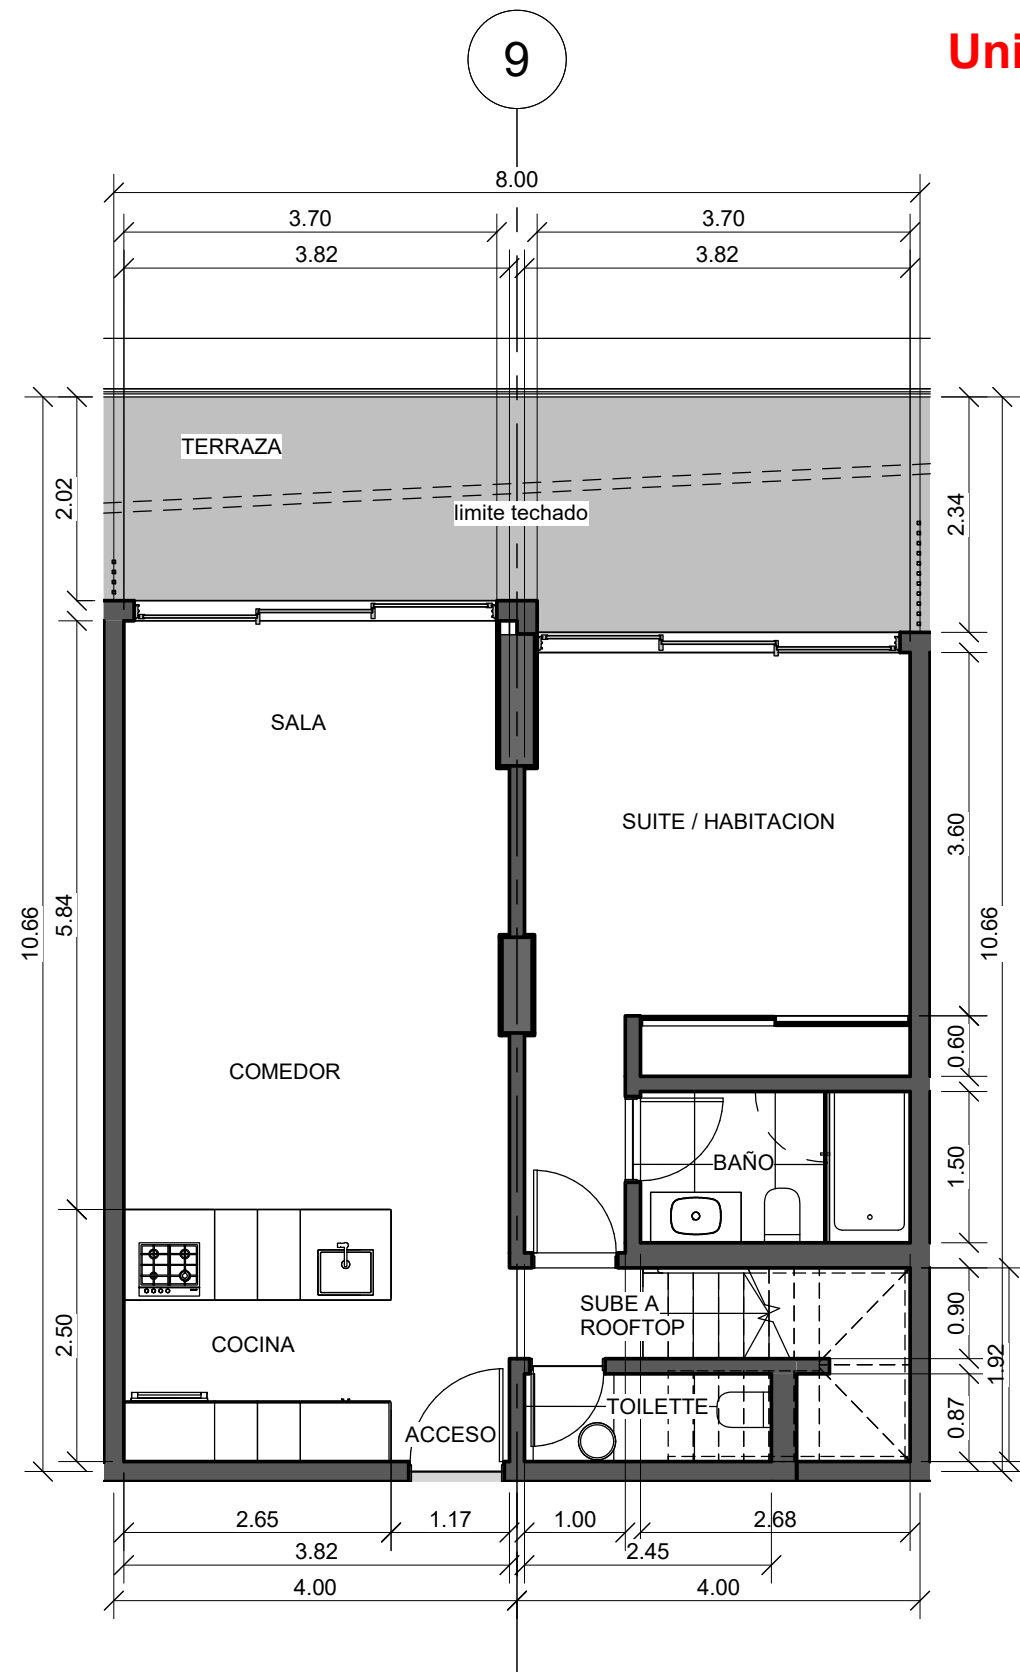 9
Uni
8.00
3.70
3.70
3.82
3.82
TERRAZA
limite techado
2.02
2.34
SALA
SUITE / HABITACION
3.60
10.66
5.84
10.66
0.60
COMEDOR
BAÑO
1.50
SUBE A
ROOFTOP
0.90
2.50
COCINA
1.92
TOILETTE
0.87
ACCESO
2.65
1.17
1.00
2.68
3.82
2.45
4.00
4.00